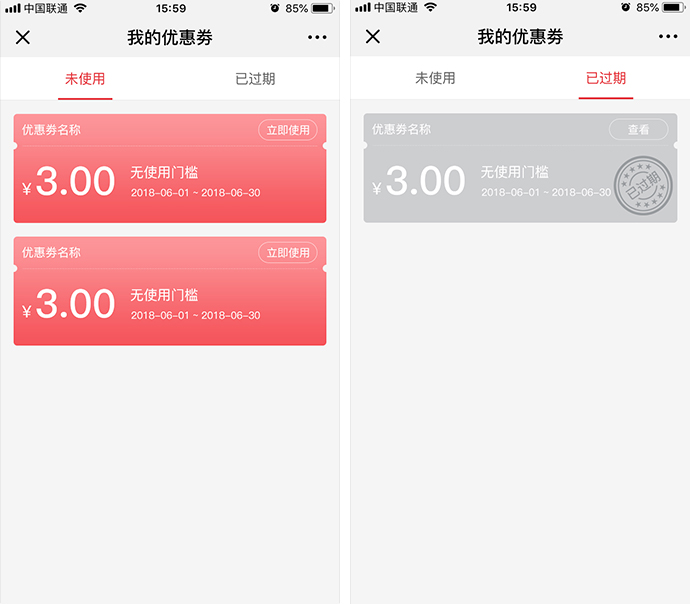 中国联通 15:59 85%
我的优惠劵
未使用 已过期
优惠劵名称 立即使用
¥3.00
无使用门槛
2018-06-01 ~ 2018-06-30
优惠劵名称 立即使用
¥3.00
无使用门槛
2018-06-01 ~ 2018-06-30
中国联通 15:59 85%
我的优惠劵
未使用 已过期
优惠劵名称 查看
¥3.00
无使用门槛
2018-06-01 ~ 2018-06-30
已过期